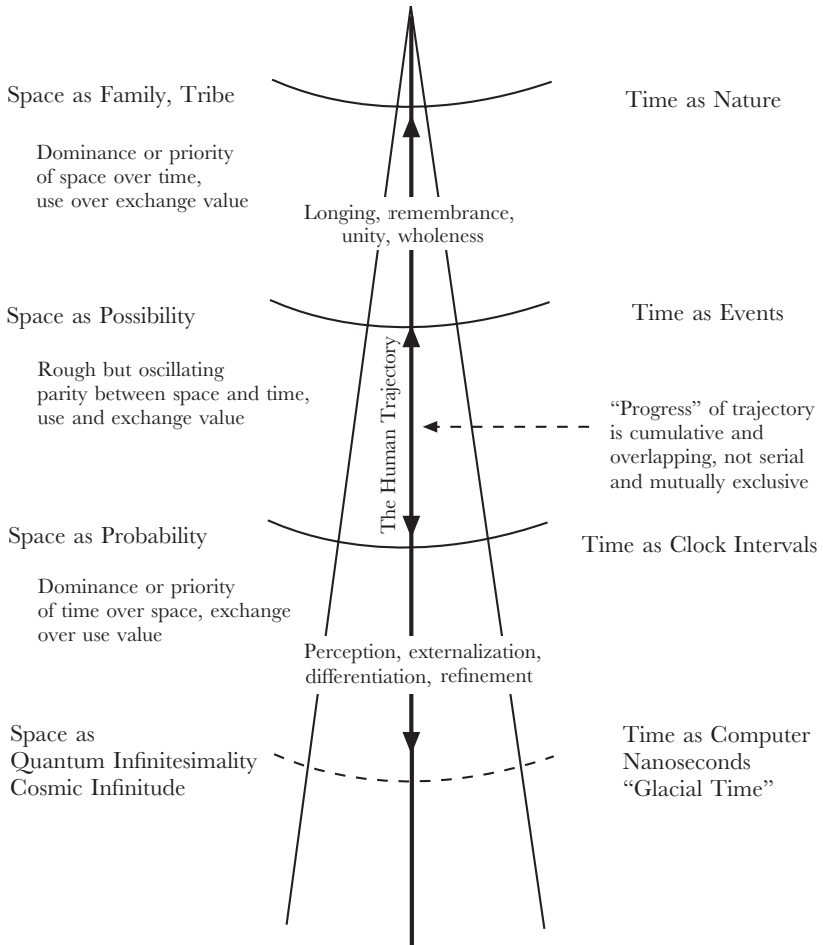 Space as Family, Tribe
Time as Nature
Dominance or priority
of space over time,
use over exchange value
Longing, remembrance,
unity, wholeness
Space as Possibility
Time as Events
Rough but oscillating
parity between space and time,
use and exchange value
The Human Trajectory
“Progress” of trajectory
is cumulative and
overlapping, not serial
and mutually exclusive
Space as Probability
Time as Clock Intervals
Dominance or priority
of time over space, exchange
over use value
Perception, externalization,
differentiation, refinement
Space as
Quantum Infinitesimality
Cosmic Infinitude
Time as Computer
Nanoseconds
“Glacial Time”